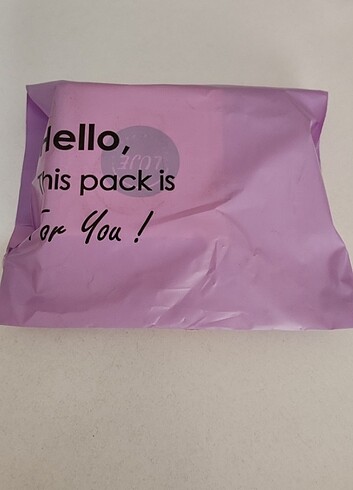 Hello,
This pack is
For You !